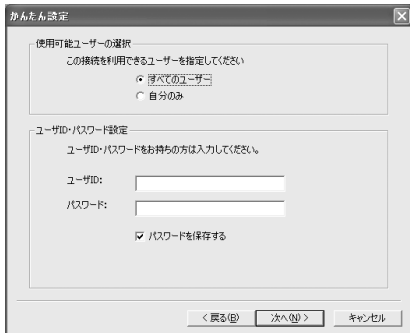 かんたん設定
使用可能ユーザーの選択
この接続を利用できるユーザーを指定してください
すべてのユーザー
自分のみ
ユーザID・パスワード設定
ユーザID・パスワードをお持ちの方は入力してください。
ユーザID:
パスワード:
パスワードを保存する
< 戻る(B) 次へ(N) > キャンセル